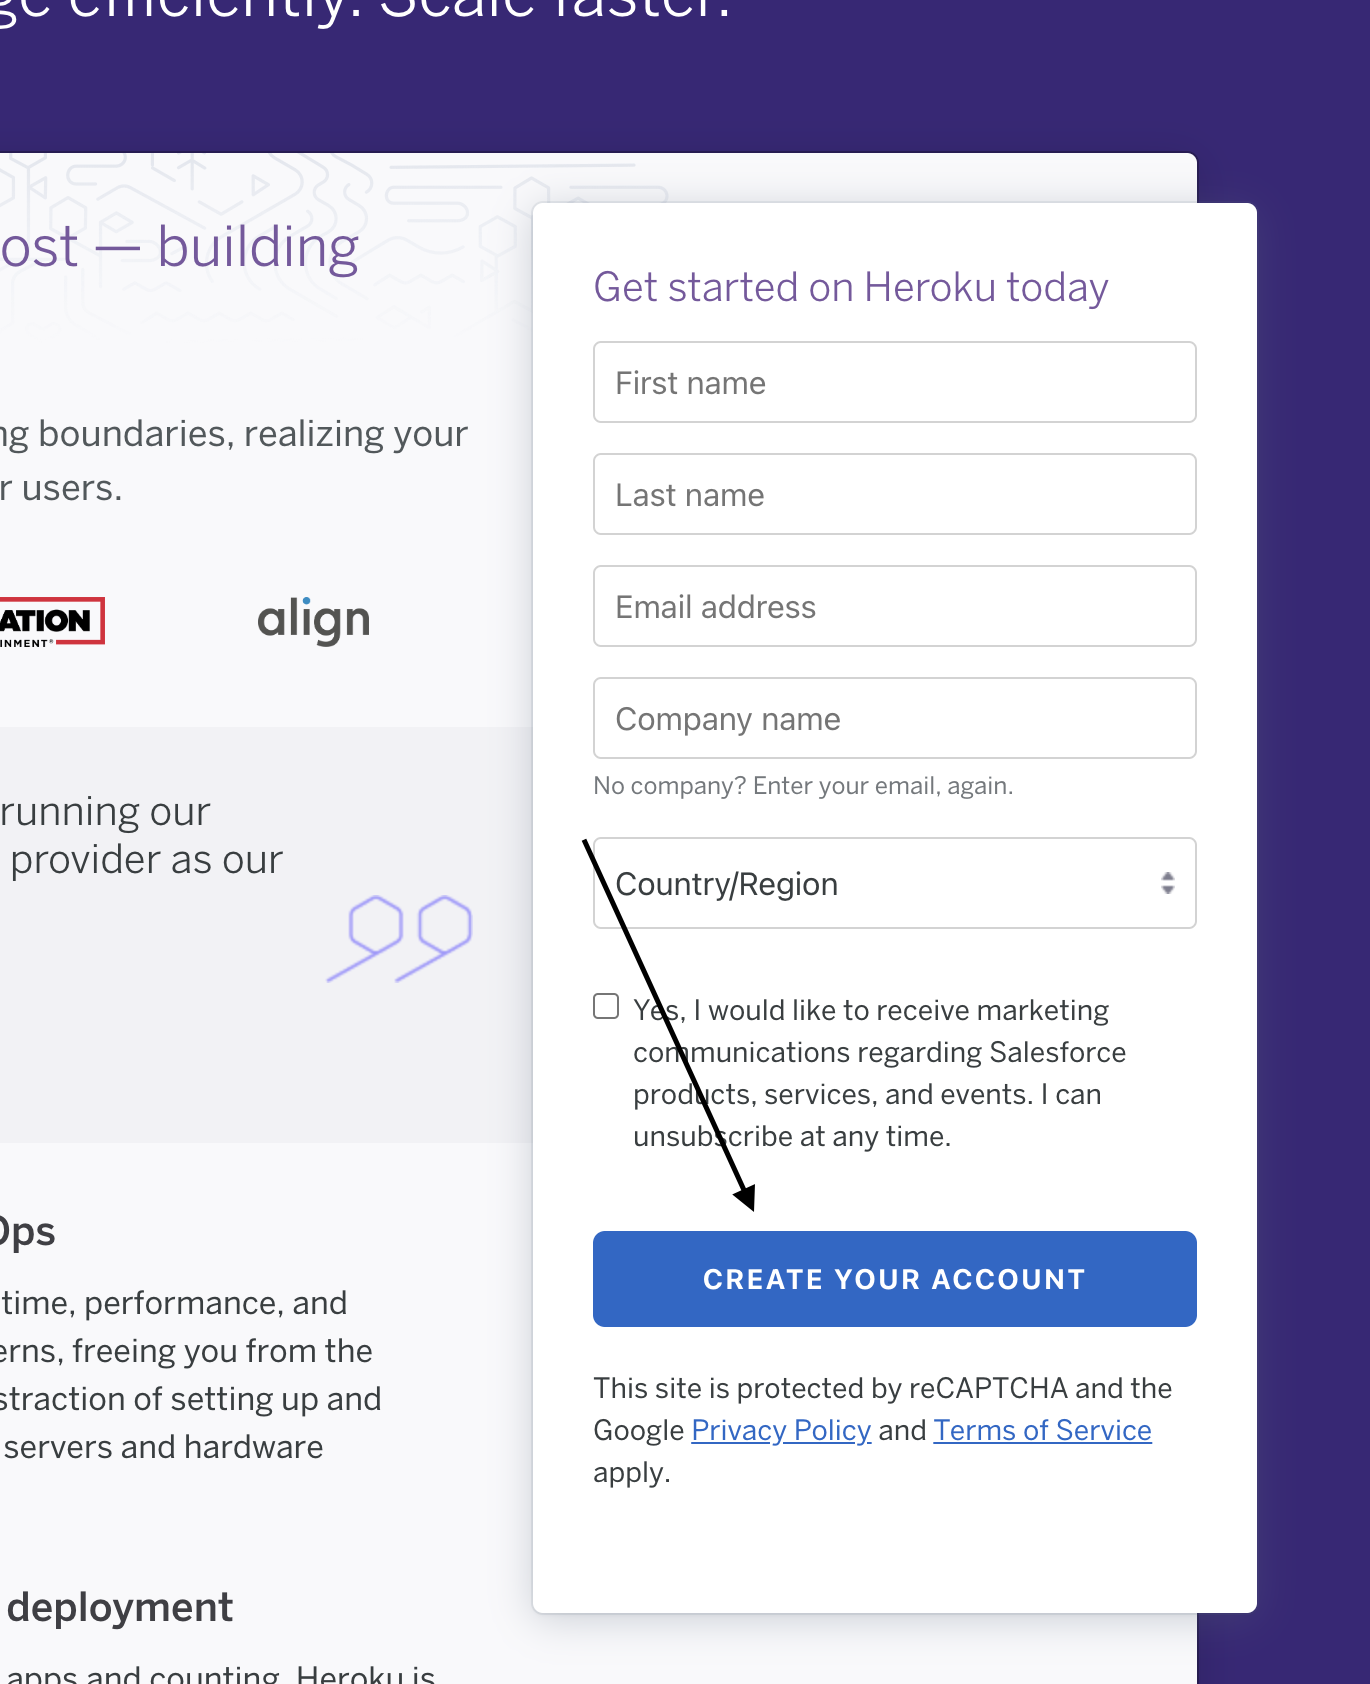 ge efficiently. Scale faster.
ost — building
ng boundaries, realizing your
r users.
ATION
INMENT®
align
running our
provider as our
Ops
time, performance, and
erns, freeing you from the
straction of setting up and
servers and hardware
deployment
apps and counting. Heroku is
Get started on Heroku today
First name
Last name
Email address
Company name
No company? Enter your email, again.
Country/Region
Yes, I would like to receive marketing
communications regarding Salesforce
products, services, and events. I can
unsubscribe at any time.
CREATE YOUR ACCOUNT
This site is protected by reCAPTCHA and the
Google Privacy Policy and Terms of Service
apply.